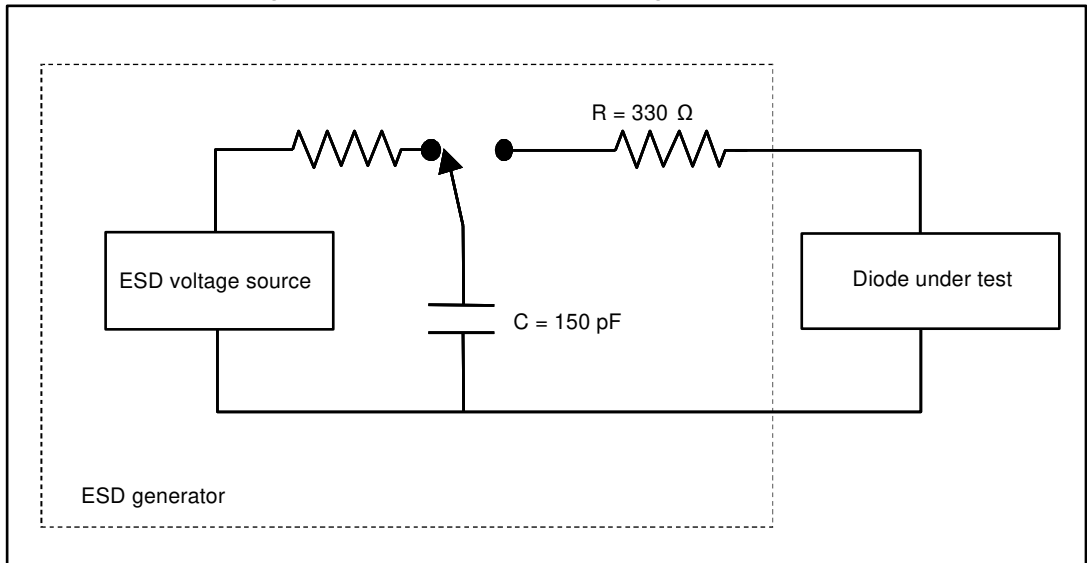 R = 330 Ω
ESD voltage source
Diode under test
C = 150 pF
ESD generator